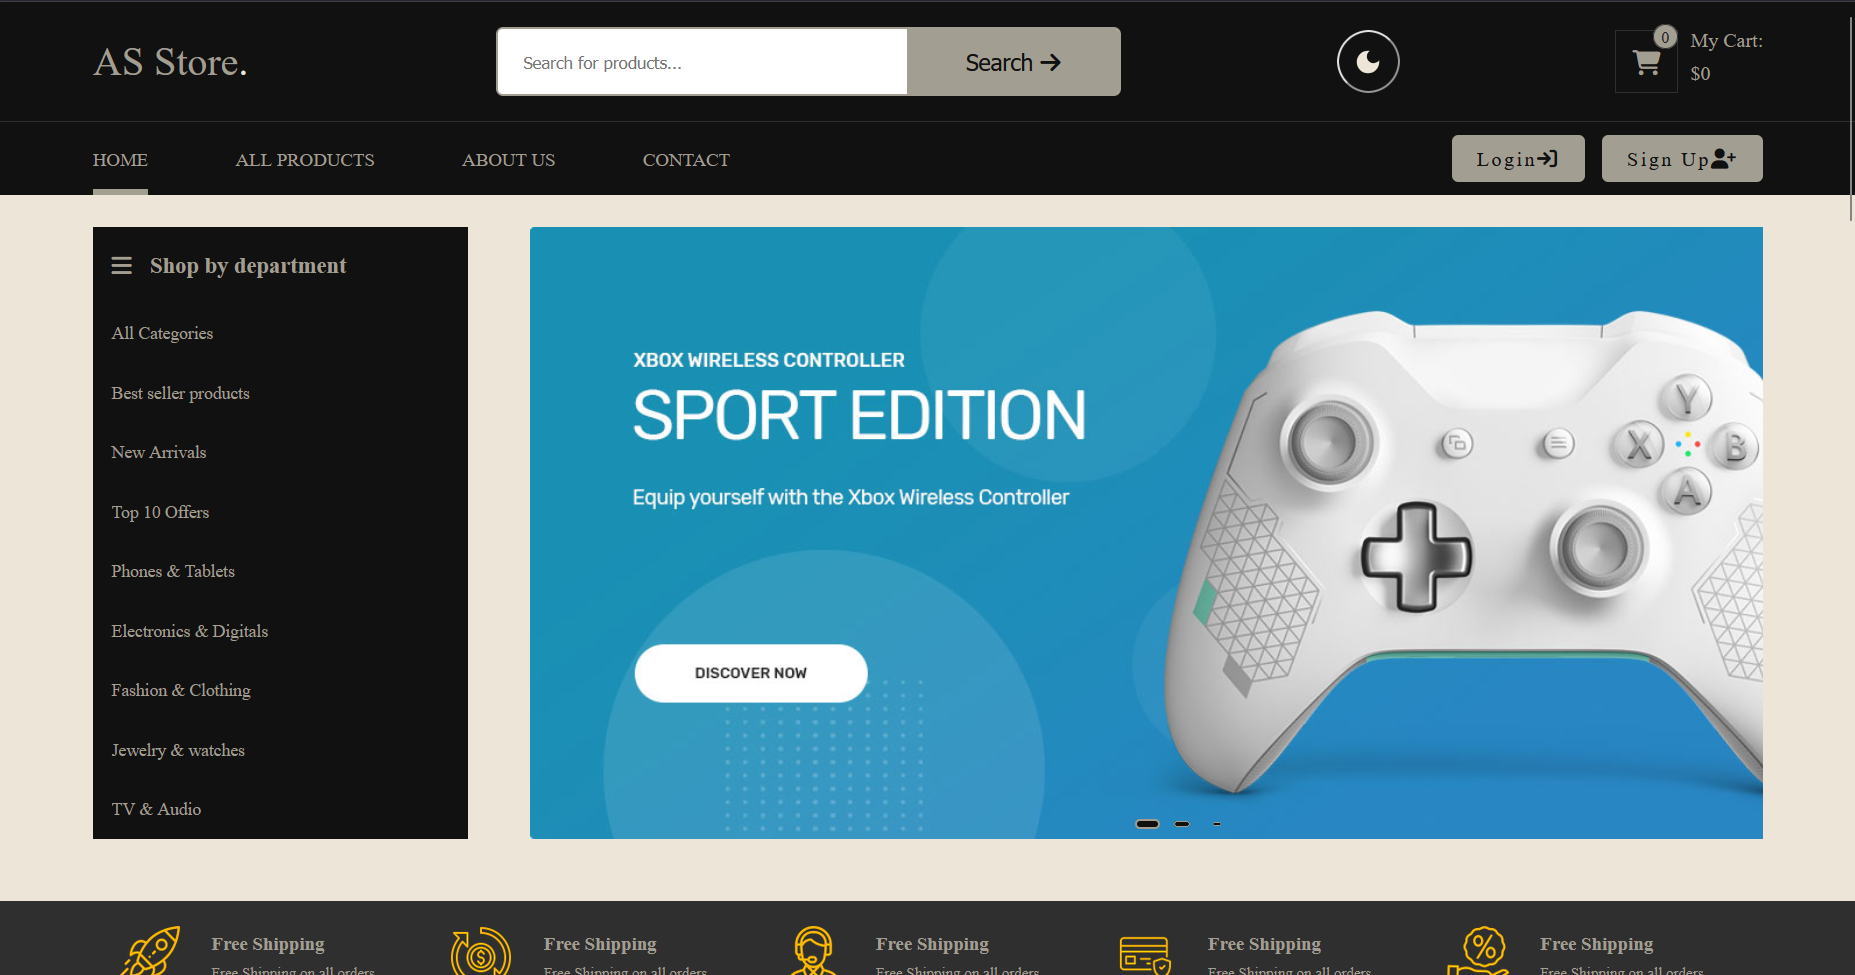 AS Store.
Search for products...
Search
0
My Cart:
$0
HOME
ALL PRODUCTS
ABOUT US
CONTACT
Login
Sign Up
Shop by department
All Categories
Best seller products
New Arrivals
Top 10 Offers
Phones & Tablets
Electronics & Digitals
Fashion & Clothing
Jewelry & watches
TV & Audio
XBOX WIRELESS CONTROLLER
SPORT EDITION
Equip yourself with the Xbox Wireless Controller
DISCOVER NOW
Y
X
B
A
Free Shipping
Free Shipping on all orders
Free Shipping
Free Shipping on all orders
Free Shipping
Free Shipping on all orders
Free Shipping
Free Shipping on all orders
Free Shipping
Free Shipping on all orders